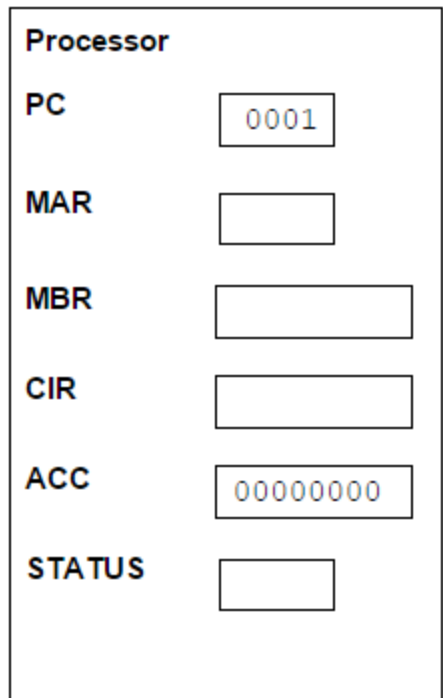 Processor
PC 0001
MAR
MBR
CIR
ACC 00000000
STATUS